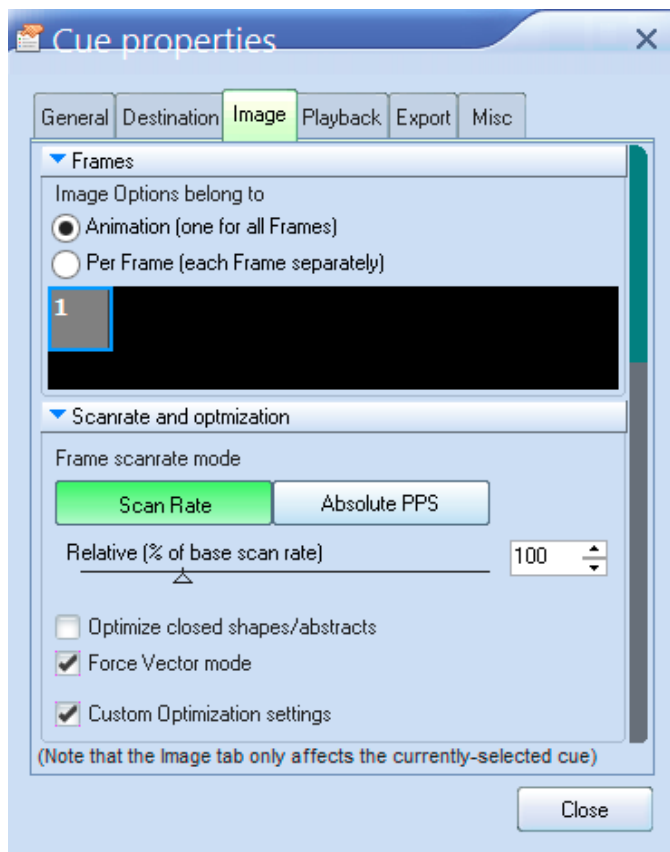 Cue properties
General Destination Image Playback Export Misc
Frames
Image Options belong to
Animation (one for all Frames)
Per Frame (each Frame separately)
1
Scanrate and optmization
Frame scanrate mode
Scan Rate Absolute PPS
Relative (% of base scan rate) 100
Optimize closed shapes/abstracts
Force Vector mode
Custom Optimization settings
(Note that the Image tab only affects the currently-selected cue)
Close